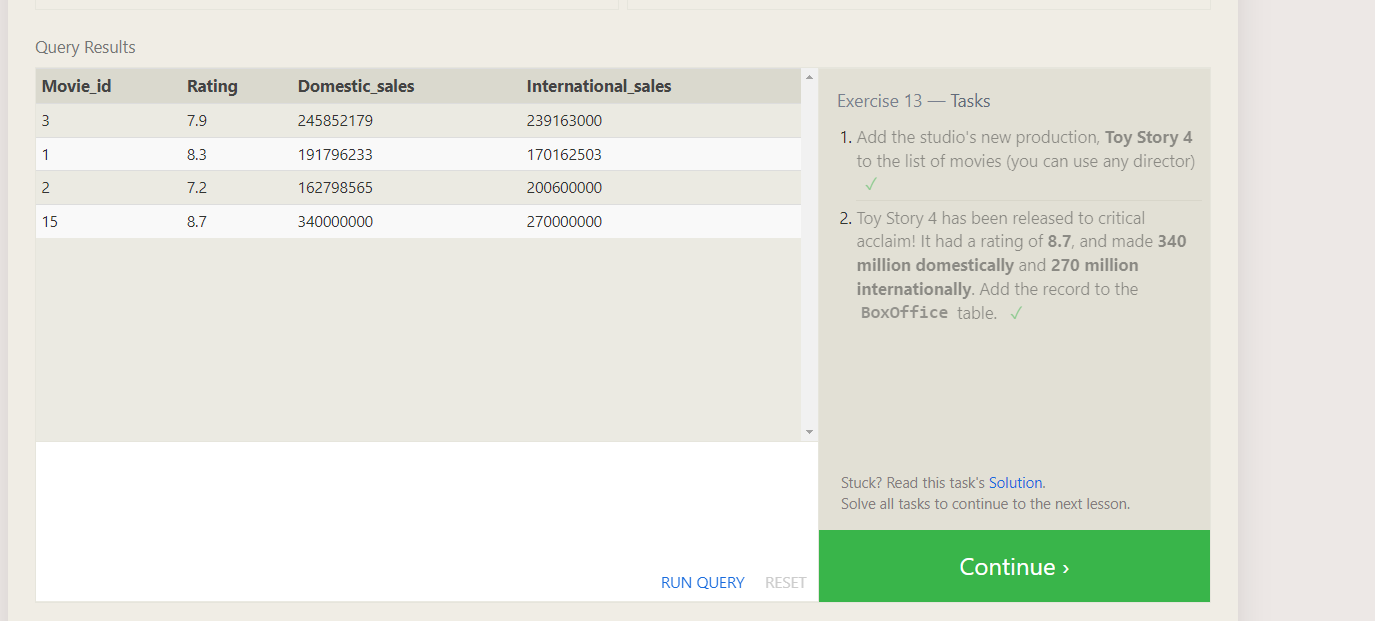 Query Results
Movie_id Rating Domestic_sales International_sales
3 7.9 245852179 239163000
1 8.3 191796233 170162503
2 7.2 162798565 200600000
15 8.7 340000000 270000000
RUN QUERY RESET
Exercise 13 — Tasks
1. Add the studio's new production, Toy Story 4
to the list of movies (you can use any director)
✓
2. Toy Story 4 has been released to critical
acclaim! It had a rating of 8.7, and made 340
million domestically and 270 million
internationally. Add the record to the
BoxOffice table. ✓
Stuck? Read this task's Solution.
Solve all tasks to continue to the next lesson.
Continue ›